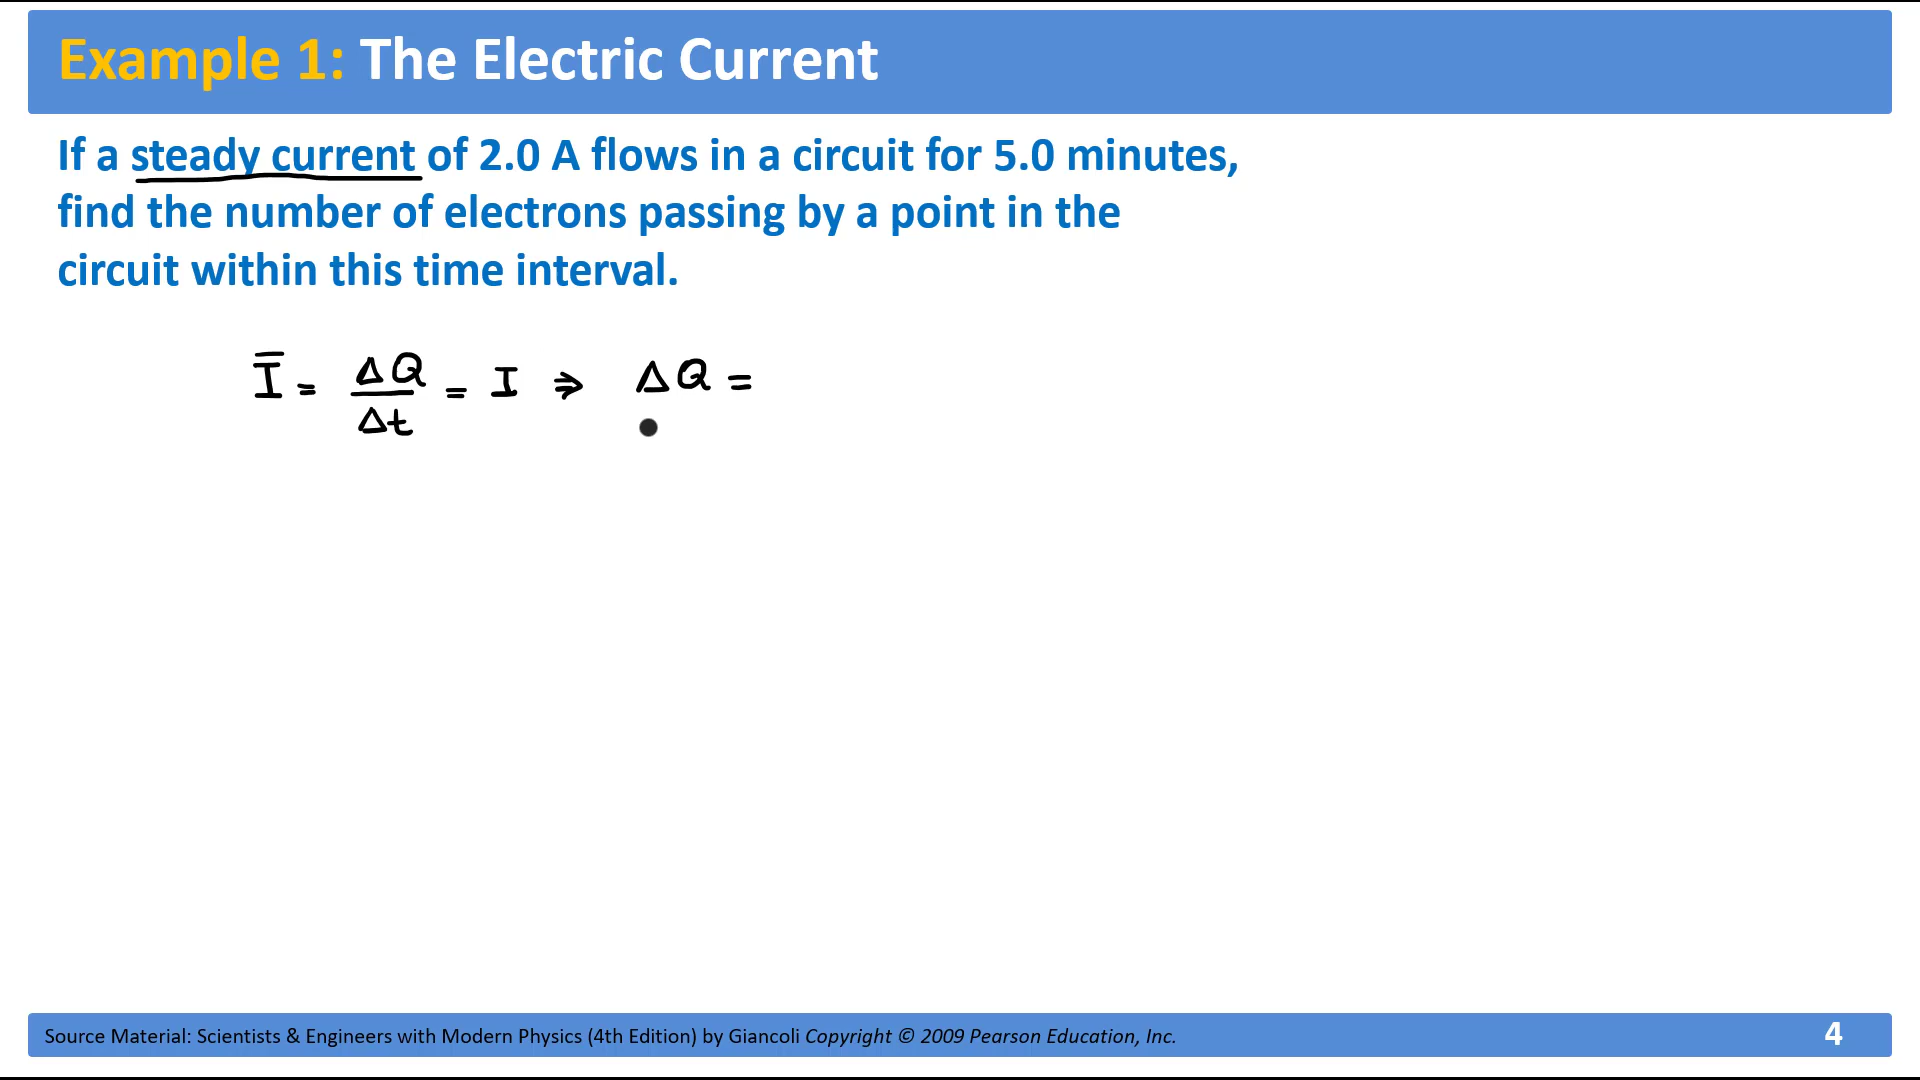 Example 1: The Electric Current
If a steady current of 2.0 A flows in a circuit for 5.0 minutes,
find the number of electrons passing by a point in the
circuit within this time interval.
I̅ = ΔQ/Δt = I ⇒ ΔQ =
Source Material: Scientists & Engineers with Modern Physics (4th Edition) by Giancoli Copyright © 2009 Pearson Education, Inc.
4